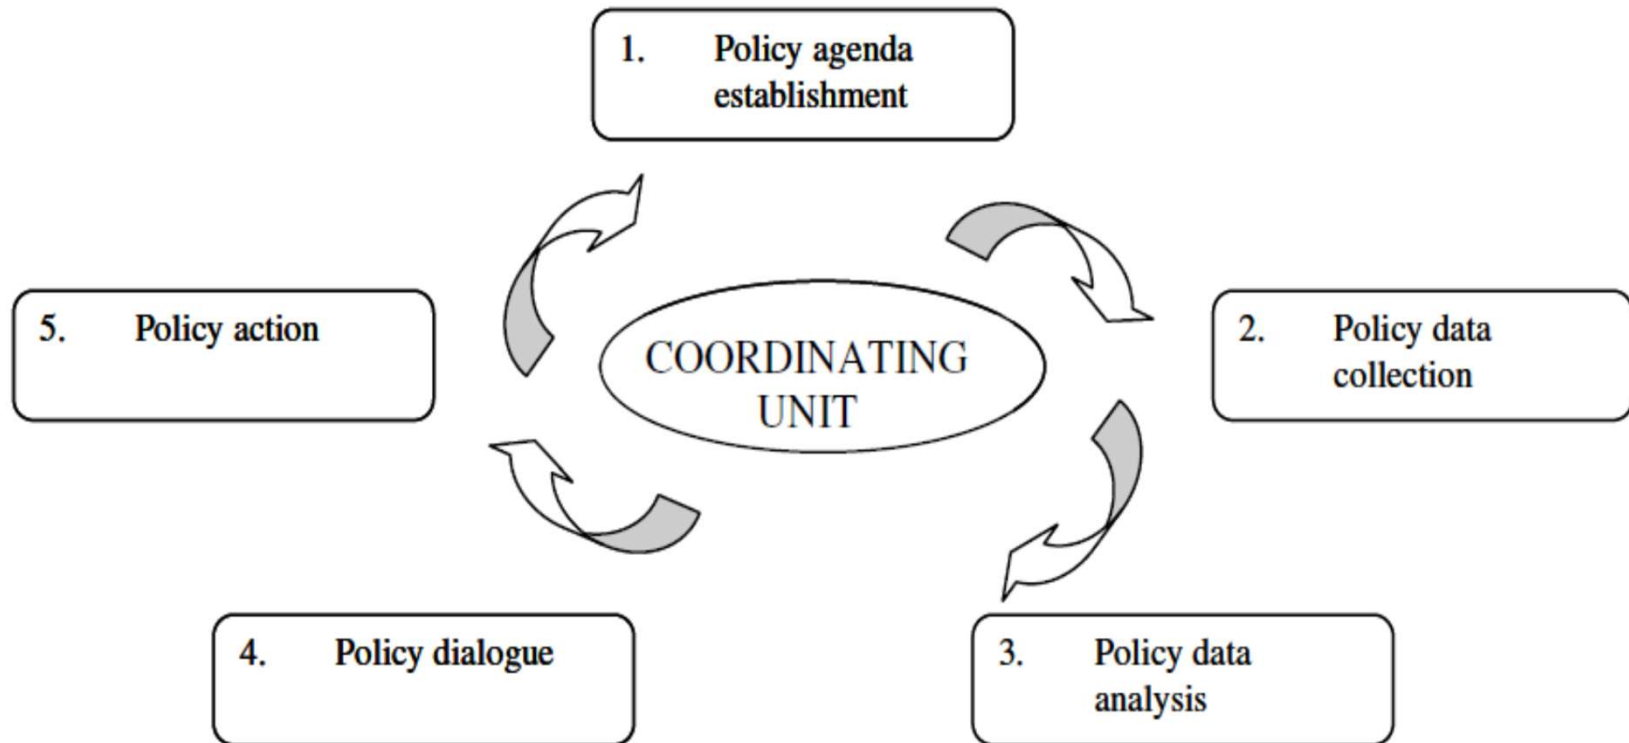 1. Policy agenda
establishment
2. Policy data
collection
3. Policy data
analysis
4. Policy dialogue
5. Policy action
COORDINATING
UNIT